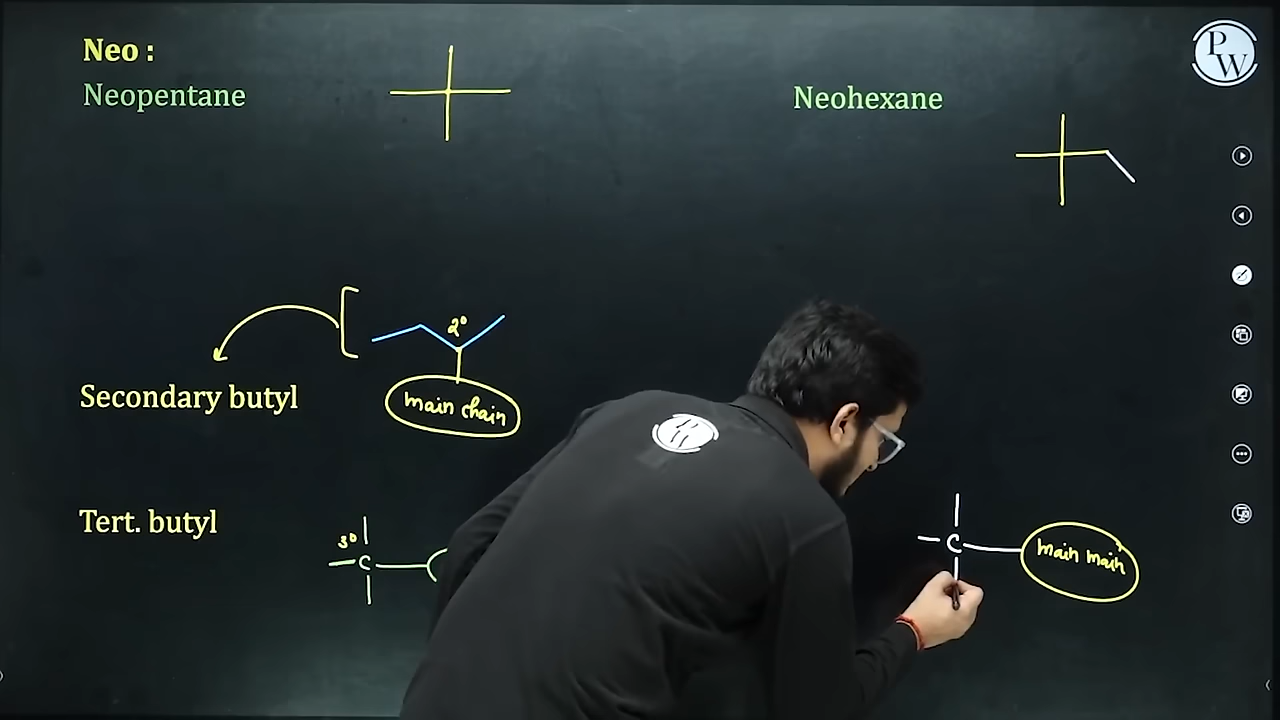 Neo :
Neopentane
Neohexane
P
W
2°
Secondary butyl
main chain
Tert. butyl
3°
C
C
main main